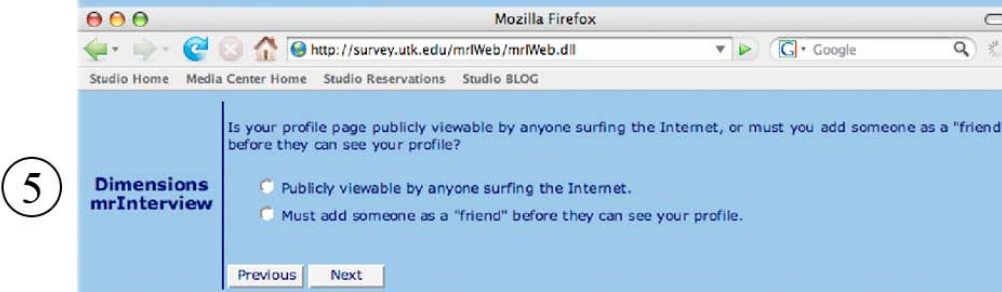 Mozilla Firefox
http://survey.utk.edu/mrIWeb/mrIWeb.dll
G Google
Studio Home Media Center Home Studio Reservations Studio BLOG
Is your profile page publicly viewable by anyone surfing the Internet, or must you add someone as a "friend
before they can see your profile?
5
Dimensions
mrInterview
Publicly viewable by anyone surfing the Internet.
Must add someone as a "friend" before they can see your profile.
Previous Next